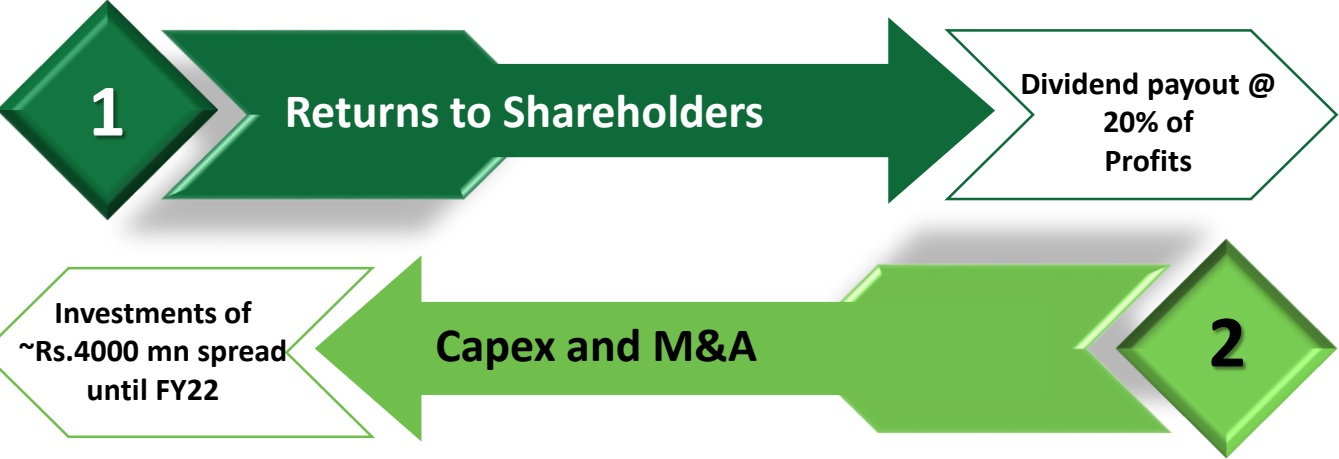 1
Returns to Shareholders
Dividend payout @
20% of
Profits
Investments of
~Rs.4000 mn spread
until FY22
Capex and M&A
2